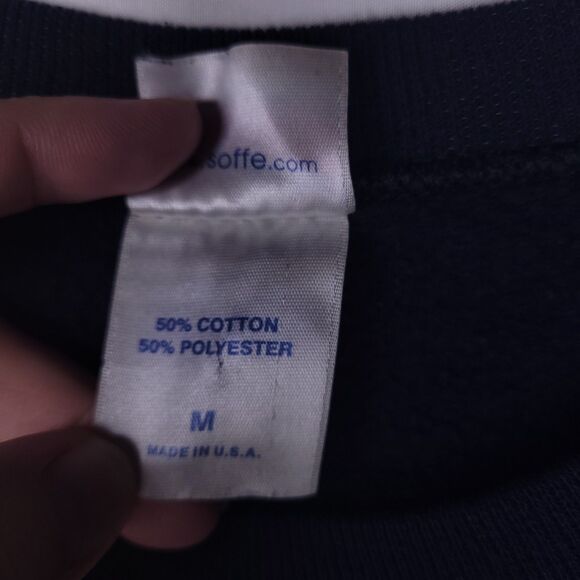 soffe.com
50% COTTON
50% POLYESTER
M
MADE IN U.S.A.